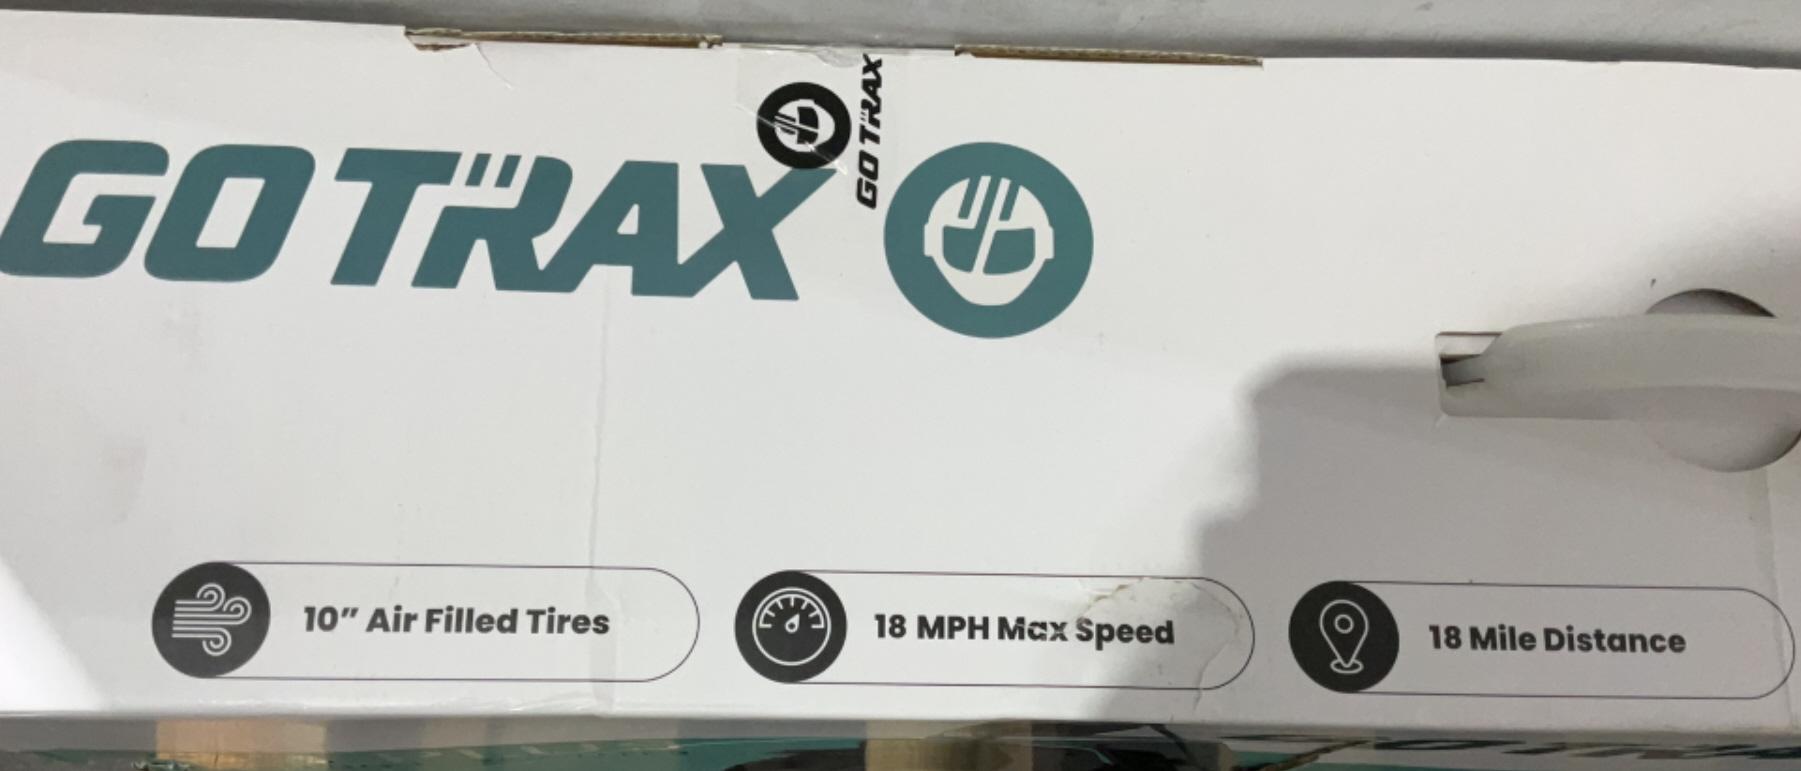 GOTRAX
GOTRAX
10” Air Filled Tires
18 MPH Max Speed
18 Mile Distance